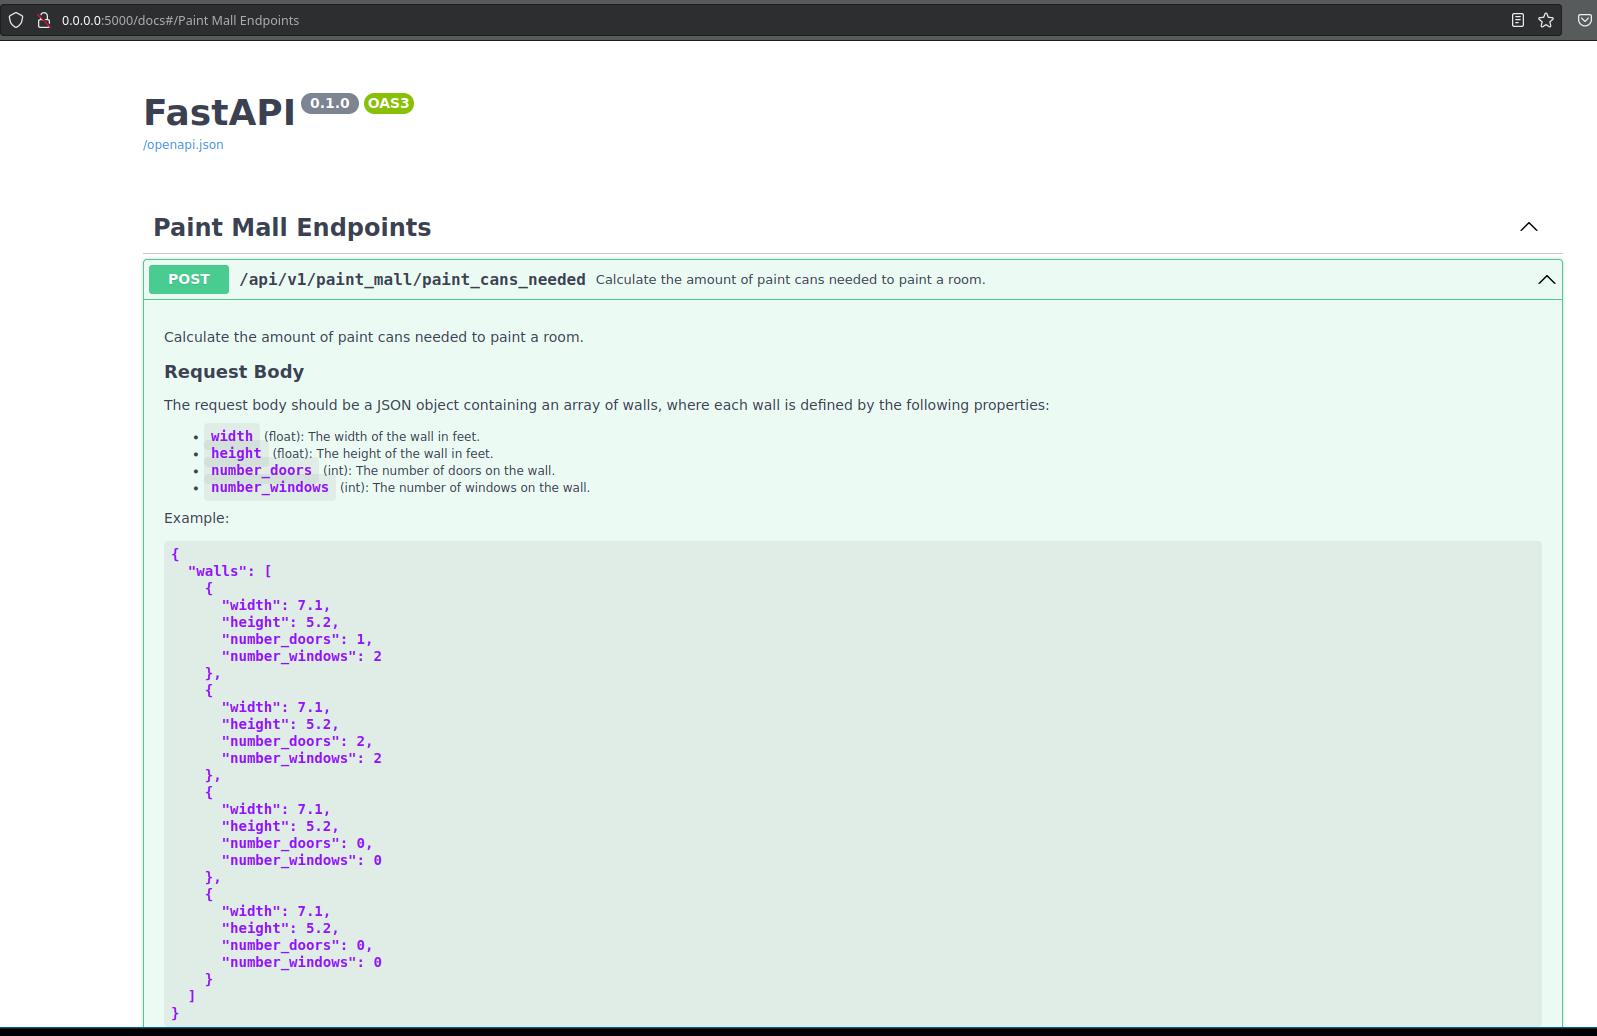 0.0.0.0:5000/docs#/Paint Mall Endpoints
FastAPI 0.1.0 OAS3
/openapi.json
Paint Mall Endpoints
POST /api/v1/paint_mall/paint_cans_needed Calculate the amount of paint cans needed to paint a room.
Calculate the amount of paint cans needed to paint a room.
Request Body
The request body should be a JSON object containing an array of walls, where each wall is defined by the following properties:
• width (float): The width of the wall in feet.
• height (float): The height of the wall in feet.
• number_doors (int): The number of doors on the wall.
• number_windows (int): The number of windows on the wall.
Example:
{
  "walls": [
    {
      "width": 7.1,
      "height": 5.2,
      "number_doors": 1,
      "number_windows": 2
    },
    {
      "width": 7.1,
      "height": 5.2,
      "number_doors": 2,
      "number_windows": 2
    },
    {
      "width": 7.1,
      "height": 5.2,
      "number_doors": 0,
      "number_windows": 0
    },
    {
      "width": 7.1,
      "height": 5.2,
      "number_doors": 0,
      "number_windows": 0
    }
  ]
}